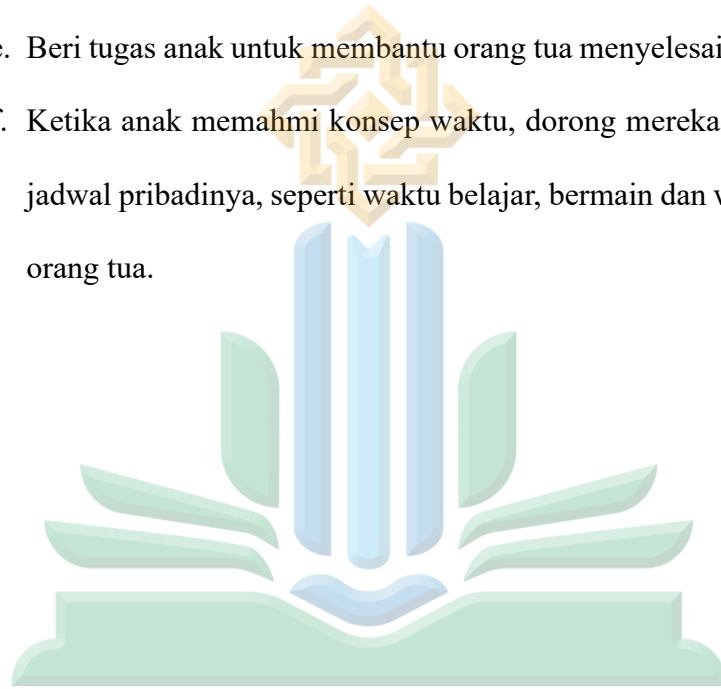 e. Beri tugas anak untuk membantu orang tua menyelesai
f. Ketika anak memahmi konsep waktu, dorong mereka
jadwal pribadinya, seperti waktu belajar, bermain dan
orang tua.